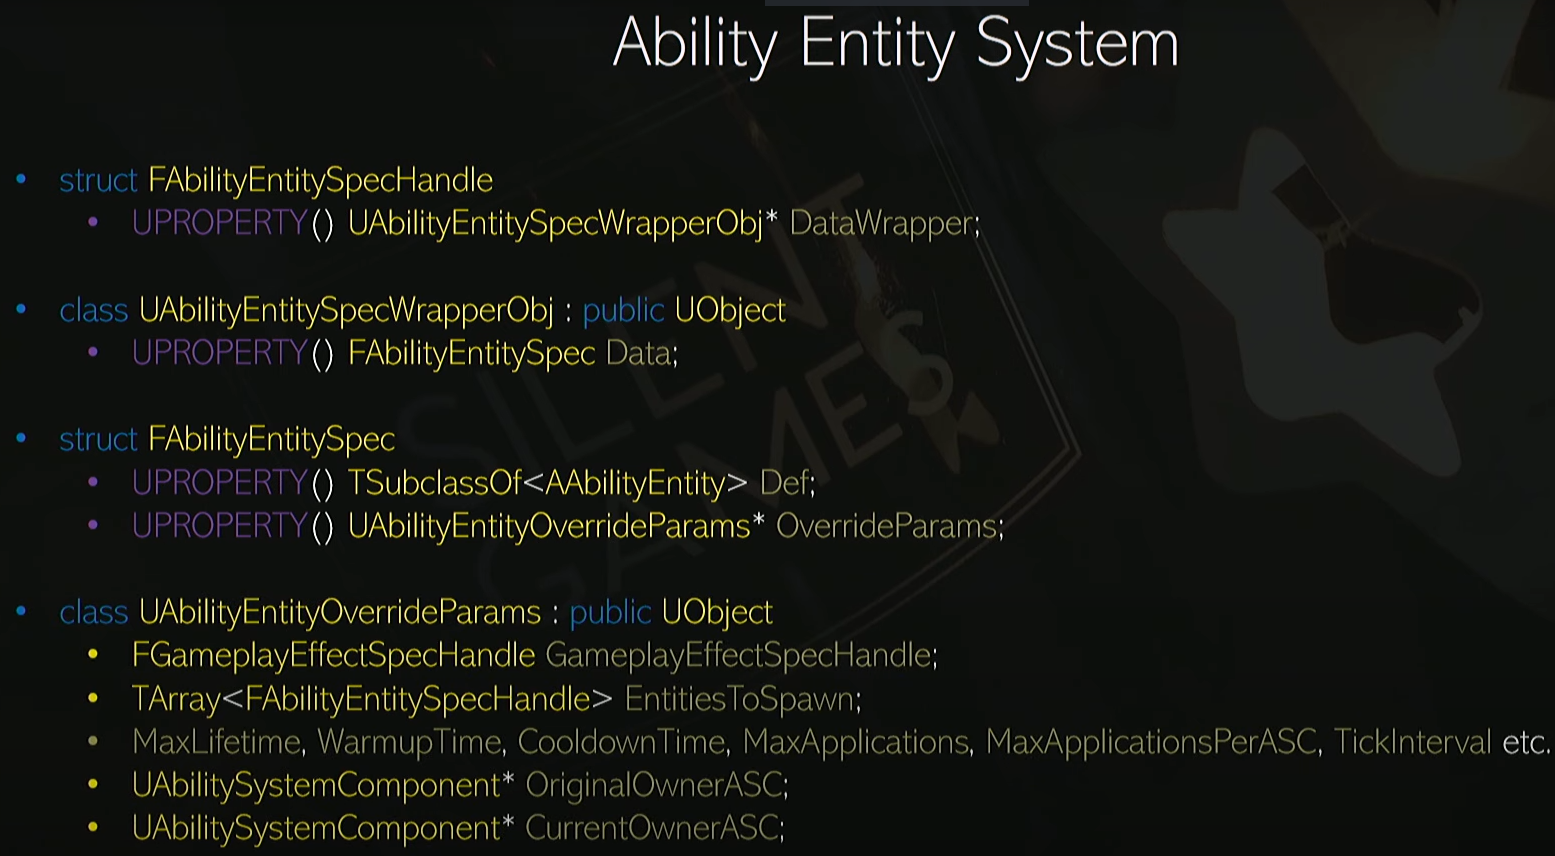 Ability Entity System
struct FAbilityEntitySpecHandle
UPROPERTY() UAbilityEntitySpecWrapperObj* DataWrapper;
class UAbilityEntitySpecWrapperObj : public UObject
UPROPERTY() FAbilityEntitySpec Data;
struct FAbilityEntitySpec
UPROPERTY() TSubclassOf<AAbilityEntity> Def;
UPROPERTY() UAbilityEntityOverrideParams* OverrideParams;
class UAbilityEntityOverrideParams : public UObject
FGameplayEffectSpecHandle GameplayEffectSpecHandle;
TArray<FAbilityEntitySpecHandle> EntitiesToSpawn;
MaxLifetime, WarmupTime, CooldownTime, MaxApplications, MaxApplicationsPerASC, TickInterval etc.
UAbilitySystemComponent* OriginalOwnerASC;
UAbilitySystemComponent* CurrentOwnerASC;
SILENT
GAMES